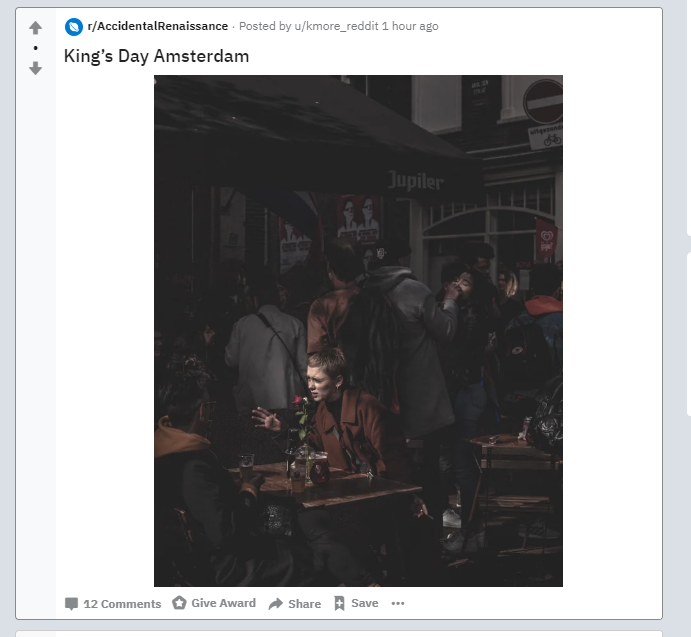 r/AccidentalRenaissance · Posted by u/kmore_reddit 1 hour ago
King’s Day Amsterdam
Jupiler
uitgezonderd
12 Comments Give Award Share Save